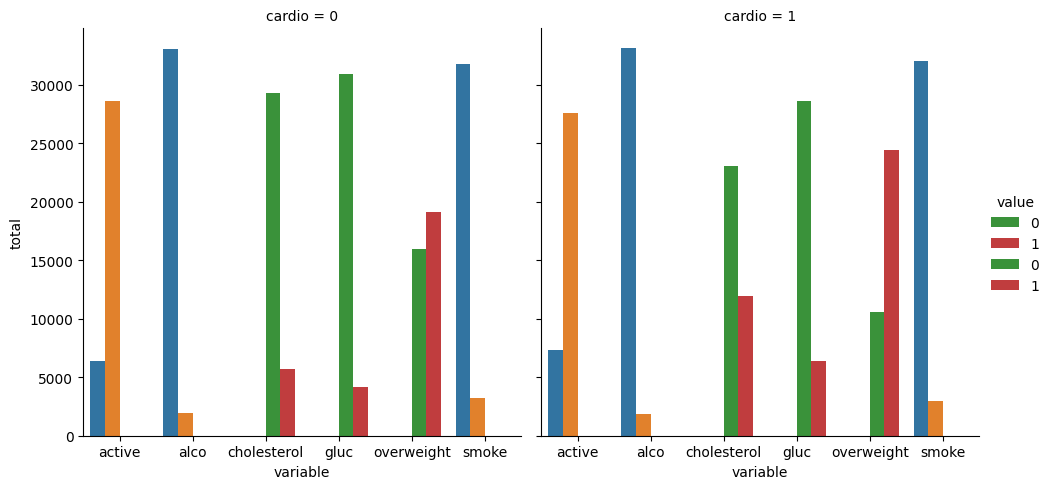 cardio = 0
cardio = 1
total
30000
25000
20000
15000
10000
5000
0
active alco cholesterol gluc overweight smoke
variable
active alco cholesterol gluc overweight smoke
variable
value
0
1
0
1